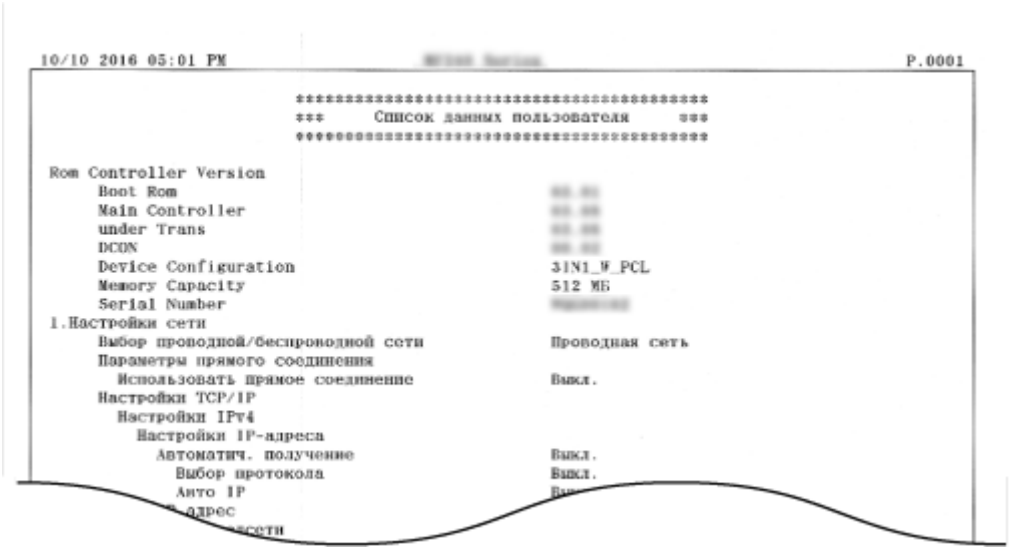 10/10 2016 05:01 PM P.0001
*******************************************
*** Список данных пользователя ***
*******************************************
Rom Controller Version
Boot Rom
Main Controller
under Trans
DCON
Device Configuration 3IN1_W_PCL
Memory Capacity 512 МБ
Serial Number
1.Настройки сети
Выбор проводной/беспроводной сети Проводная сеть
Параметры прямого соединения
Использовать прямое соединение Выкл.
Настройки TCP/IP
Настройки IPv4
Настройки IP-адреса
Автоматич. получение Выкл.
Выбор протокола Выкл.
Авто IP
адрес